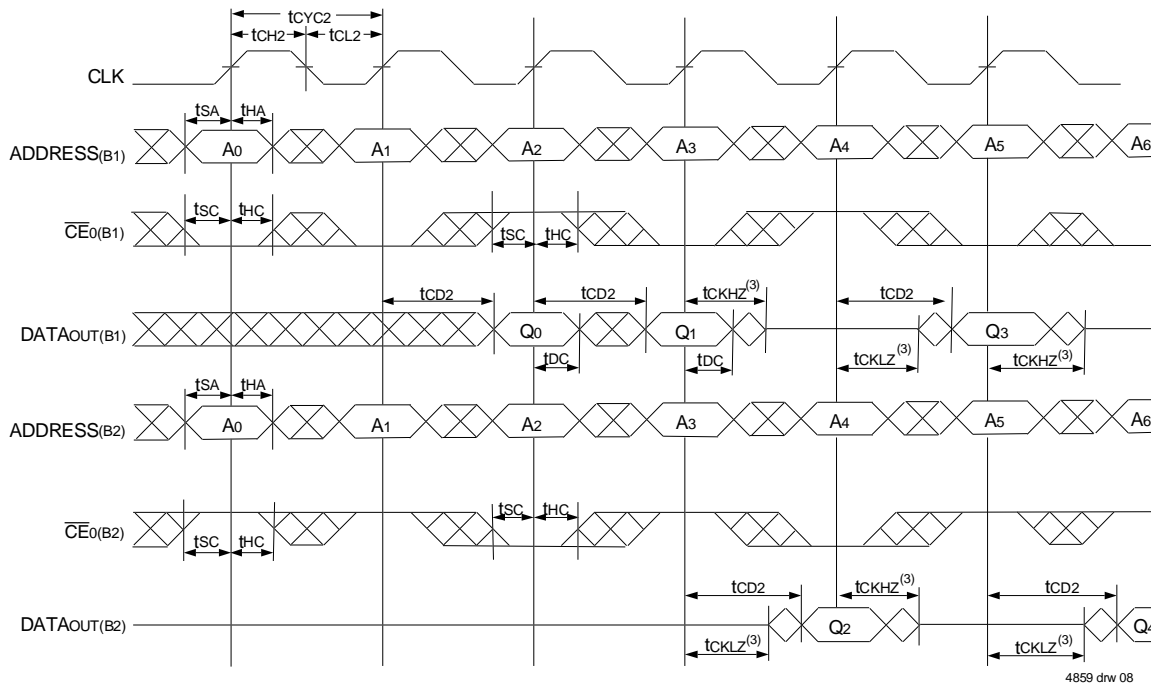 tCYC2
tCH2 tCL2
CLK
tSA tHA
ADDRESS(B1) A0 A1 A2 A3 A4 A5 A6
tSC tHC
CE0(B1)
tSC tHC
tCD2 tCD2 tCKHZ(3) tCD2
DATAOUT(B1) Q0 Q1 Q3
tDC tDC tCKLZ(3) tCKHZ(3)
tSA tHA
ADDRESS(B2) A0 A1 A2 A3 A4 A5 A6
tSC tHC
CE0(B2)
tSC tHC
tCD2 tCKHZ(3) tCD2
DATAOUT(B2) Q2 Q4
tCKLZ(3) tCKLZ(3)
4859 drw 08